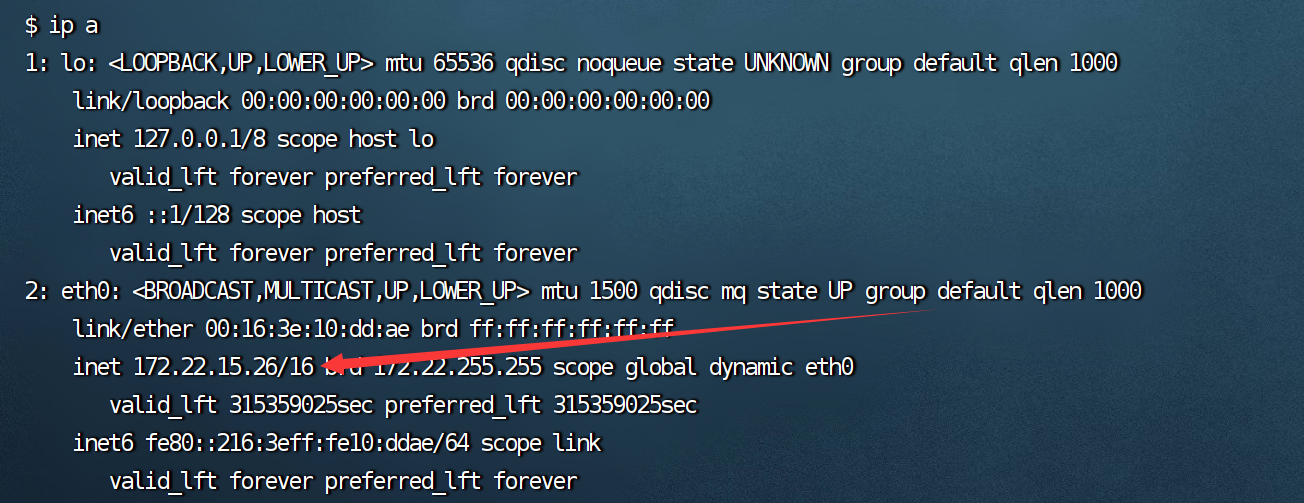 $ ip a
1: lo: <LOOPBACK,UP,LOWER_UP> mtu 65536 qdisc noqueue state UNKNOWN group default qlen 1000
link/loopback 00:00:00:00:00:00 brd 00:00:00:00:00:00
inet 127.0.0.1/8 scope host lo
valid_lft forever preferred_lft forever
inet6 ::1/128 scope host
valid_lft forever preferred_lft forever
2: eth0: <BROADCAST,MULTICAST,UP,LOWER_UP> mtu 1500 qdisc mq state UP group default qlen 1000
link/ether 00:16:3e:10:dd:ae brd ff:ff:ff:ff:ff:ff
inet 172.22.15.26/16 brd 172.22.255.255 scope global dynamic eth0
valid_lft 315359025sec preferred_lft 315359025sec
inet6 fe80::216:3eff:fe10:ddae/64 scope link
valid_lft forever preferred_lft forever